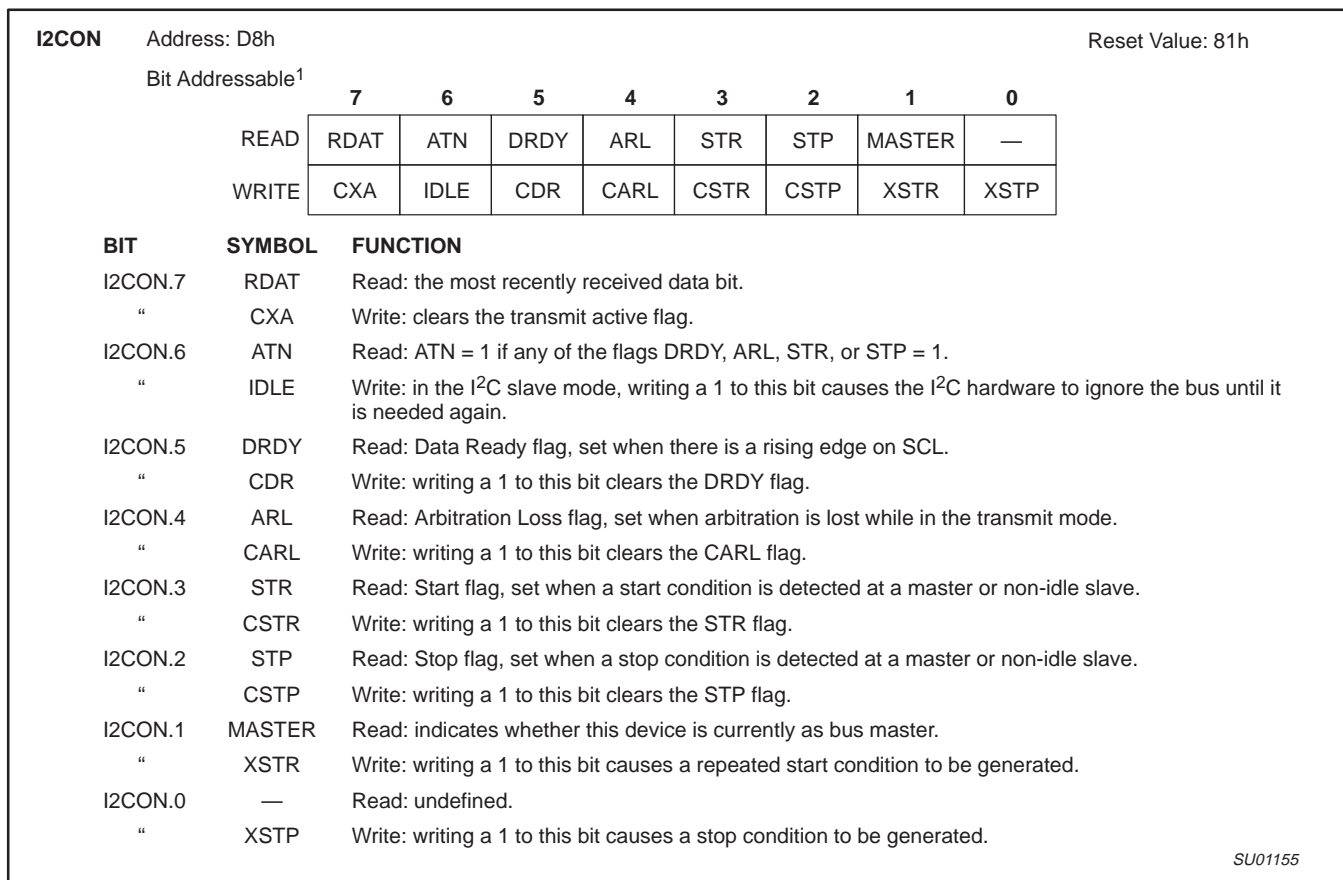 I2CON Address: D8h Reset Value: 81h
Bit Addressable1
7 6 5 4 3 2 1 0
READ RDAT ATN DRDY ARL STR STP MASTER —
WRITE CXA IDLE CDR CARL CSTR CSTP XSTR XSTP
BIT SYMBOL FUNCTION
I2CON.7 RDAT Read: the most recently received data bit.
“ CXA Write: clears the transmit active flag.
I2CON.6 ATN Read: ATN = 1 if any of the flags DRDY, ARL, STR, or STP = 1.
“ IDLE Write: in the I2C slave mode, writing a 1 to this bit causes the I2C hardware to ignore the bus until it
is needed again.
I2CON.5 DRDY Read: Data Ready flag, set when there is a rising edge on SCL.
“ CDR Write: writing a 1 to this bit clears the DRDY flag.
I2CON.4 ARL Read: Arbitration Loss flag, set when arbitration is lost while in the transmit mode.
“ CARL Write: writing a 1 to this bit clears the CARL flag.
I2CON.3 STR Read: Start flag, set when a start condition is detected at a master or non-idle slave.
“ CSTR Write: writing a 1 to this bit clears the STR flag.
I2CON.2 STP Read: Stop flag, set when a stop condition is detected at a master or non-idle slave.
“ CSTP Write: writing a 1 to this bit clears the STP flag.
I2CON.1 MASTER Read: indicates whether this device is currently as bus master.
“ XSTR Write: writing a 1 to this bit causes a repeated start condition to be generated.
I2CON.0 — Read: undefined.
“ XSTP Write: writing a 1 to this bit causes a stop condition to be generated.
SU01155